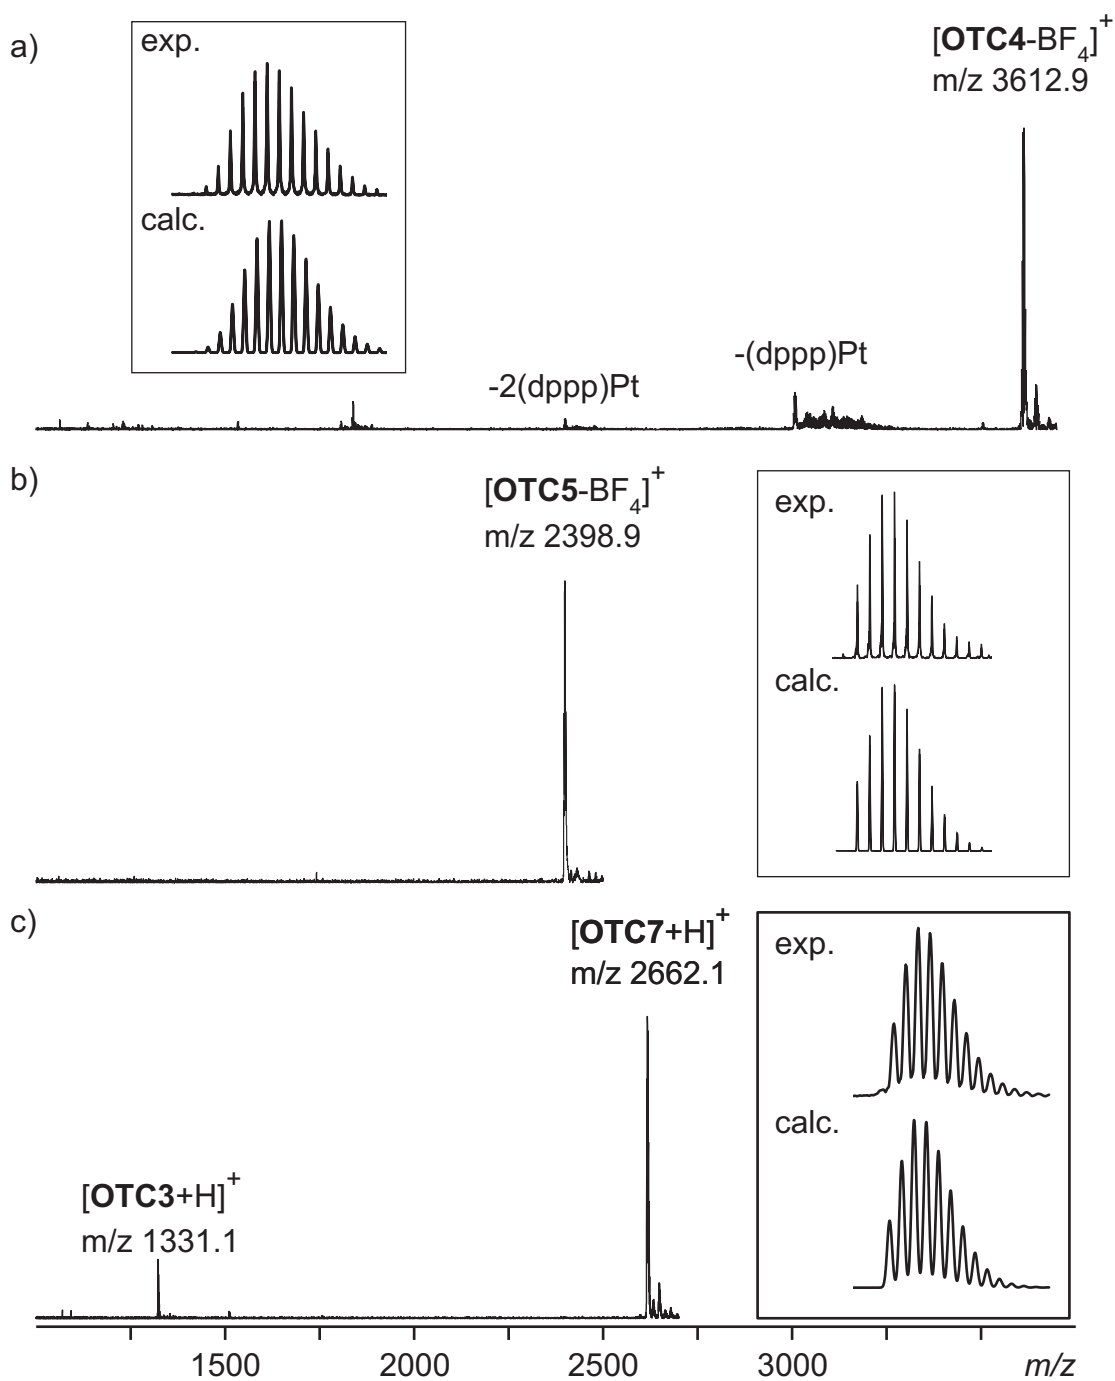 a)
exp.
calc.
[OTC4-BF4]+
m/z 3612.9
-2(dppp)Pt
-(dppp)Pt
b)
[OTC5-BF4]+
m/z 2398.9
exp.
calc.
c)
[OTC7+H]+
m/z 2662.1
exp.
calc.
[OTC3+H]+
m/z 1331.1
1500 2000 2500 3000 m/z